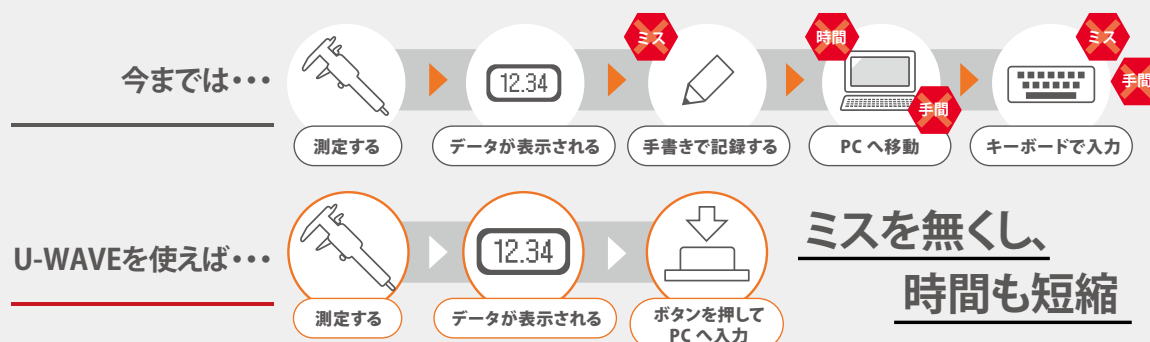 今までは・・・
ミス
時間
手間
ミス
手間
12.34
測定する
データが表示される
手書きで記録する
PC へ移動
キーボードで入力
U-WAVEを使えば・・・
12.34
測定する
データが表示される
ボタンを押して
PC へ入力
ミスを無くし、
時間も短縮